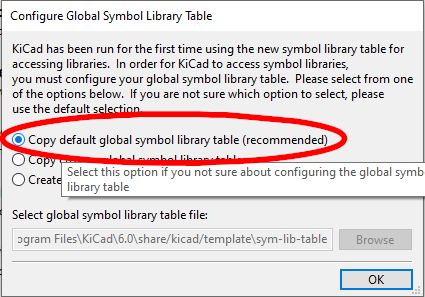 Configure Global Symbol Library Table
KiCad has been run for the first time using the new symbol library table for
accessing libraries. In order for KiCad to access symbol libraries,
you must configure your global symbol library table. Please select from one
of the options below. If you are not sure which option to select, please
use the default selection.
Copy default global symbol library table (recommended)
global symbol library table
Create
Select this option if you not sure about configuring the global symb
library table
Select global symbol library table file:
ogram Files\KiCad\6.0\share/kicad/template\sym-lib-table
Browse
OK